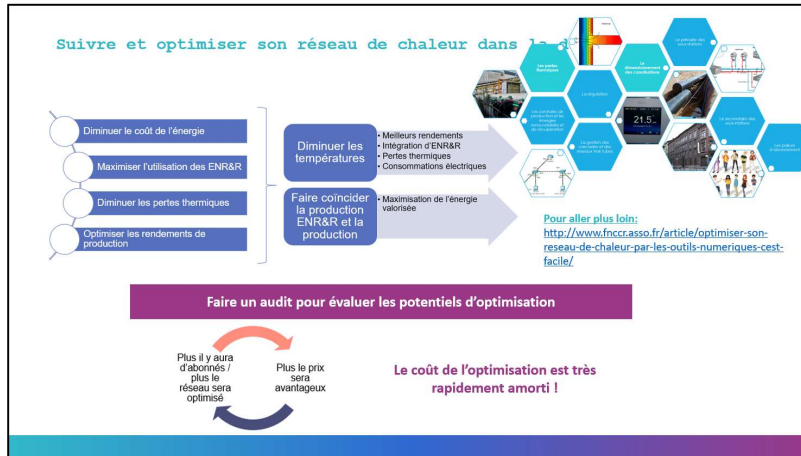 Suivre et optimiser son réseau de chaleur dans la d
Diminuer le coût de l'énergie
Maximiser l'utilisation des ENR&R
Diminuer les pertes thermiques
Optimiser les rendements de
production
Diminuer les
températures
• Meilleurs rendements
• Intégration d'ENR&R
• Pertes thermiques
• Consommations électriques
Faire coïncider
la production
ENR&R et la
production
• Maximisation de l'énergie
valorisée
Les pertes
thermiques
Le
dimensionnement
des canalisations
La régulation
21.5
Pour aller plus loin:
http://www.fnccr.asso.fr/article/optimiser-son-
reseau-de-chaleur-par-les-outils-numeriques-cest-
facile/
Faire un audit pour évaluer les potentiels d'optimisation
Plus il y aura
d'abonnés /
plus le
réseau sera
optimisé
Plus le prix
sera
avantageux
Le coût de l'optimisation est très
rapidement amorti !